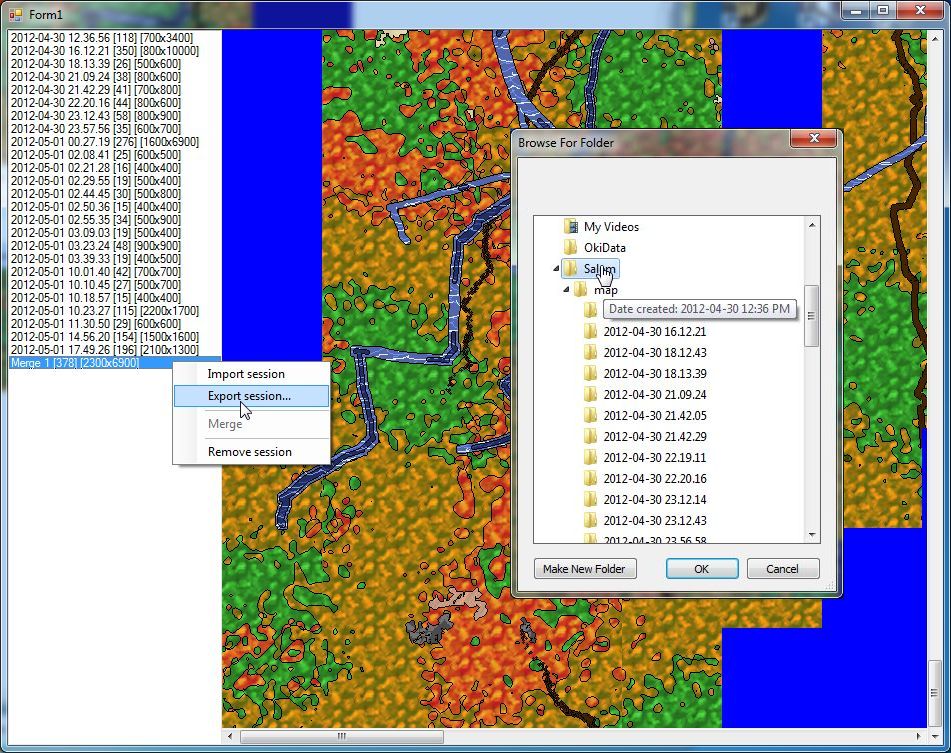 Form1
2012-04-30 12.36.56 [118] [700x3400]
2012-04-30 16.12.21 [350] [800x10000]
2012-04-30 18.13.39 [26] [500x600]
2012-04-30 21.09.24 [38] [800x600]
2012-04-30 21.42.29 [41] [700x800]
2012-04-30 22.20.16 [44] [800x600]
2012-04-30 23.12.43 [58] [900x800]
2012-04-30 23.57.56 [35] [600x700]
2012-05-01 00.27.19 [276] [1600x6900]
2012-05-01 02.08.41 [25] [600x500]
2012-05-01 02.21.28 [16] [400x400]
2012-05-01 02.29.55 [19] [500x400]
2012-05-01 02.44.45 [30] [500x800]
2012-05-01 02.50.36 [15] [400x400]
2012-05-01 02.55.35 [34] [500x900]
2012-05-01 03.09.03 [19] [500x400]
2012-05-01 03.23.24 [48] [900x900]
2012-05-01 03.39.33 [19] [500x400]
2012-05-01 10.01.40 [42] [700x700]
2012-05-01 10.10.45 [27] [500x700]
2012-05-01 10.18.57 [15] [400x400]
2012-05-01 10.23.27 [115] [2200x1700]
2012-05-01 11.30.50 [29] [600x600]
2012-05-01 14.56.20 [154] [1500x1600]
2012-05-01 17.49.26 [196] [2100x1300]
Merge 1 [378] [2300x6900]
Import session
Export session...
Merge
Remove session
Browse For Folder
My Videos
OkiData
map
Date created: 2012-04-30 12:36 PM
2012-04-30 16.12.21
2012-04-30 18.12.43
2012-04-30 18.13.39
2012-04-30 21.09.24
2012-04-30 21.42.05
2012-04-30 21.42.29
2012-04-30 22.19.11
2012-04-30 22.20.16
2012-04-30 23.12.14
2012-04-30 23.12.43
2012-04-30 23.56.58
Make New Folder
OK
Cancel